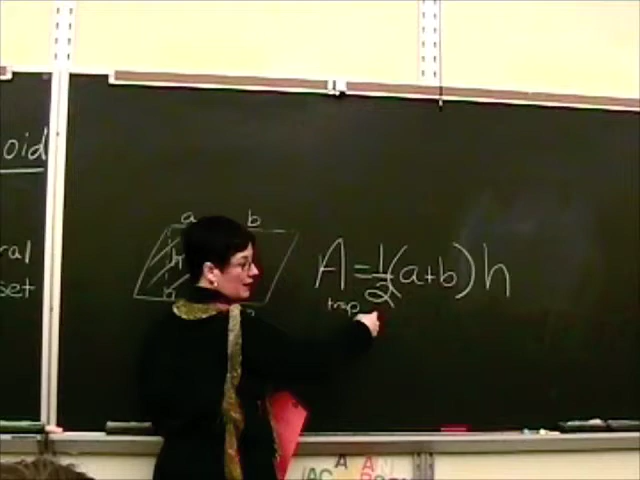 oid
ral
set
a b
h
A = 1/2 (a+b) h
trap